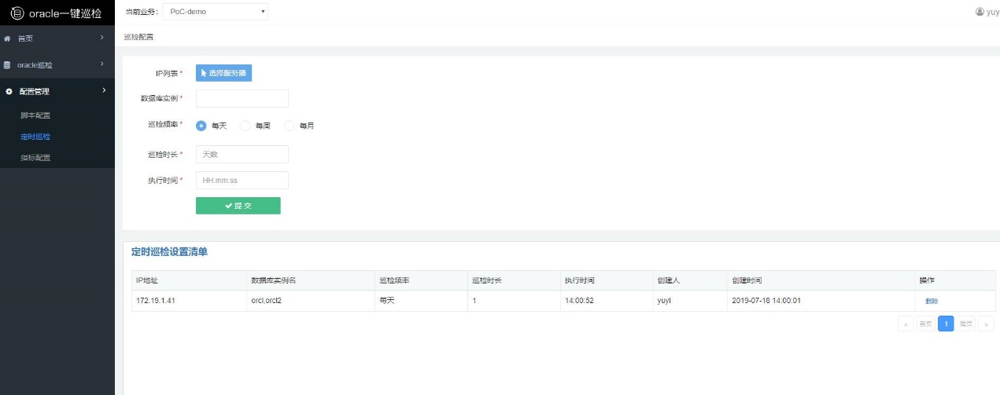 oracle一键巡检
当前业务： PoC-demo
yuy
首页
oracle巡检
配置管理
脚本配置
定时巡检
指标配置
巡检配置
IP列表 * 选择服务器
数据库实例 *
巡检频率 * 每天 每周 每月
巡检时长 * 天数
执行时间 * HH:mm:ss
提 交
定时巡检设置清单
IP地址 数据库实例名 巡检频率 巡检时长 执行时间 创建人 创建时间 操作
172.19.1.41 orcl,orcl2 每天 1 14:00:52 yuyi 2019-07-18 14:00:01 删除
« 首页 1 尾页 »